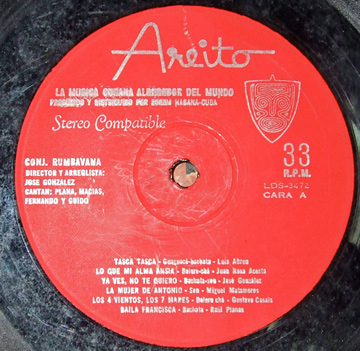 Areito
LA MUSICA CUBANA ALREDEDOR DEL MUNDO
PRODUCIDO Y DISTRIBUIDO POR EGREM HABANA-CUBA
Stereo Compatible
CONJ. RUMBAVANA
DIRECTOR Y ARREGLISTA:
JOSE GONZALEZ
CANTAN: PLANA, MACIAS,
FERNANDO Y GUIDO
33
R.P.M.
LDS-3472
CARA A
TASCA TASCA - Guaguacó-bachata - Luis Abreu
LO QUE MI ALMA ANSIA - Bolero-chá - Juan Rosa Acosta
YA VES, NO TE QUIERO - Bachata-son - José González
LA MUJER DE ANTONIO - Son - Miguel Matamoros
LOS 4 VIENTOS, LOS 7 MARES - Bolero chá - Gustavo Casals
BAILA FRANCISCA - Bachata - Raúl Planas